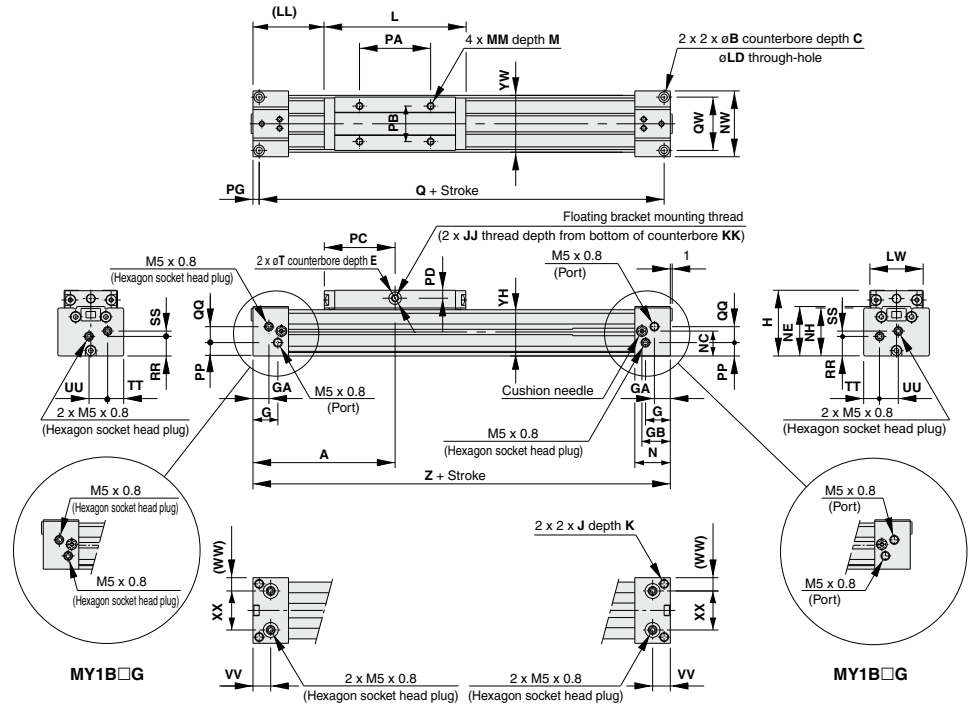 (LL)
L
PA
4 x MM depth M
2 x 2 x øB counterbore depth C
øLD through-hole
YW
PB
QW
NW
PG
Q + Stroke
Floating bracket mounting thread
(2 x JJ thread depth from bottom of counterbore KK)
PC
2 x øT counterbore depth E
PD
M5 x 0.8
(Hexagon socket head plug)
M5 x 0.8
(Port)
1
LW
YH
QQ
QQ
SS
RR
PP
NC
PP
H
NE
NH
SS
RR
UU
TT
GA
G
M5 x 0.8
(Port)
Cushion needle
GA
G
GB
N
TT
UU
2 x M5 x 0.8
(Hexagon socket head plug)
M5 x 0.8
(Hexagon socket head plug)
2 x M5 x 0.8
(Hexagon socket head plug)
A
Z + Stroke
M5 x 0.8
(Hexagon socket head plug)
M5 x 0.8
(Hexagon socket head plug)
M5 x 0.8
(Port)
M5 x 0.8
(Port)
2 x 2 x J depth K
(WW)
XX
(WW)
XX
VV
VV
2 x M5 x 0.8
(Hexagon socket head plug)
2 x M5 x 0.8
(Hexagon socket head plug)
MY1B□G
MY1B□G